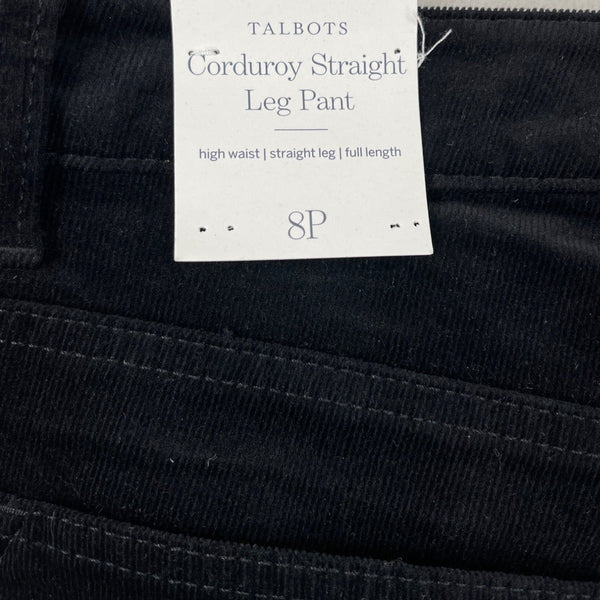 TALBOTS
Corduroy Straight
Leg Pant
high waist | straight leg | full length
8P